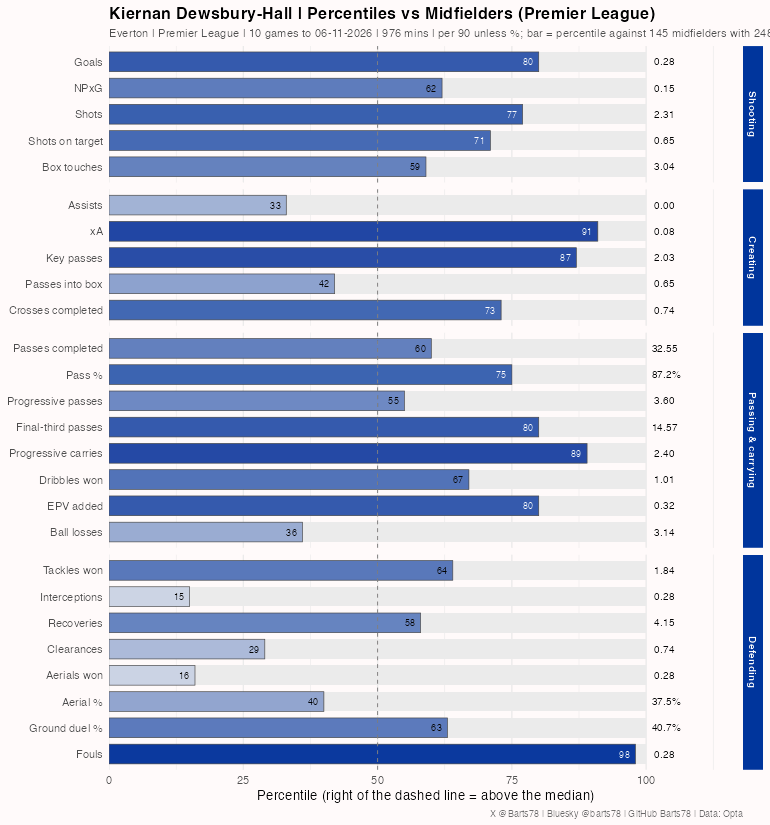 Kiernan Dewsbury-Hall | Percentiles vs Midfielders (Premier League)
Everton | Premier League | 10 games to 06-11-2026 | 976 mins | per 90 unless %; bar = percentile against 145 midfielders with 248
Shooting
Goals 80 0.28
NPxG 62 0.15
Shots 77 2.31
Shots on target 71 0.65
Box touches 59 3.04
Creating
Assists 33 0.00
xA 91 0.08
Key passes 87 2.03
Passes into box 42 0.65
Crosses completed 73 0.74
Passing & carrying
Passes completed 60 32.55
Pass % 75 87.2%
Progressive passes 55 3.60
Final-third passes 80 14.57
Progressive carries 89 2.40
Dribbles won 67 1.01
EPV added 80 0.32
Ball losses 36 3.14
Defending
Tackles won 64 1.84
Interceptions 15 0.28
Recoveries 58 4.15
Clearances 29 0.74
Aerials won 16 0.28
Aerial % 40 37.5%
Ground duel % 63 40.7%
Fouls 98 0.28
0 25 50 75 100
Percentile (right of the dashed line = above the median)
X @Barts78 | Bluesky @barts78 | GitHub Barts78 | Data: Opta